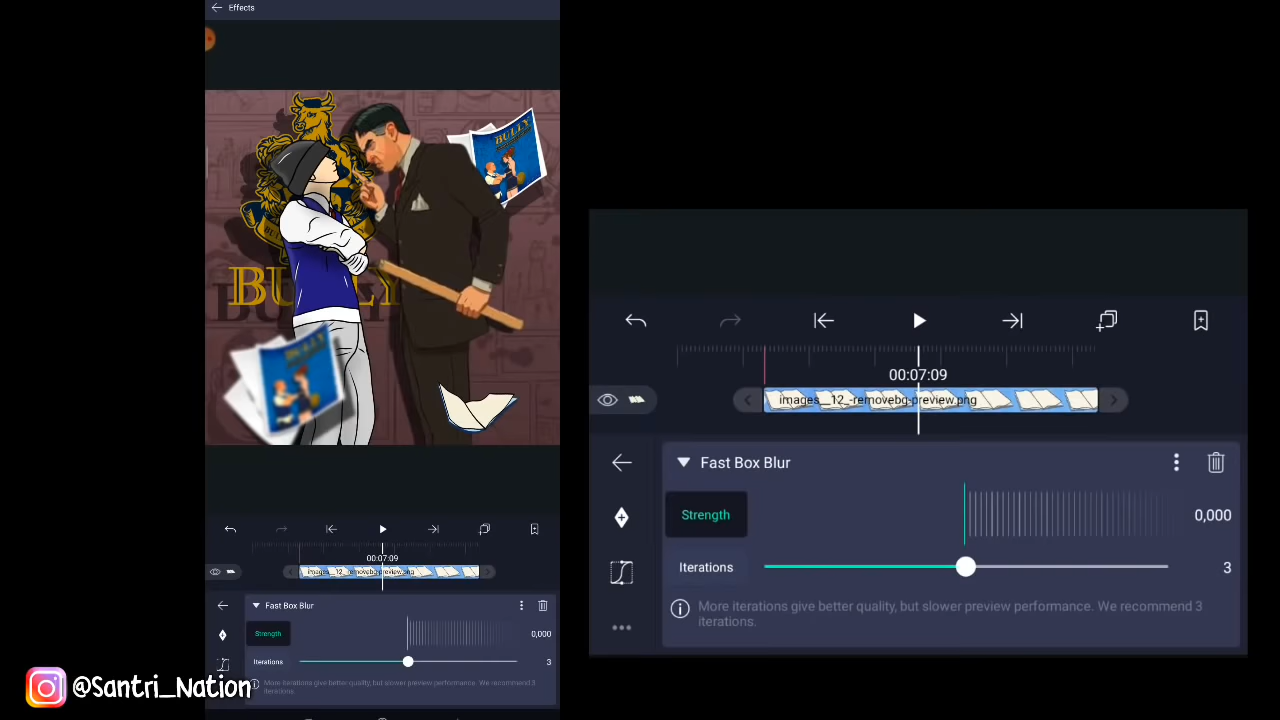 Effects
BULLY
BULLY
BULLY
00:07:09
images__12_-removebg-preview.png
Fast Box Blur
Strength
0,000
Iterations
3
More iterations give better quality, but slower preview performance. We recommend 3
iterations.
00:07:09
images__12_-removebg-preview.png
Fast Box Blur
Strength
0,000
Iterations
3
More iterations give better quality, but slower preview performance. We recommend 3
iterations.
@Santri_Nation